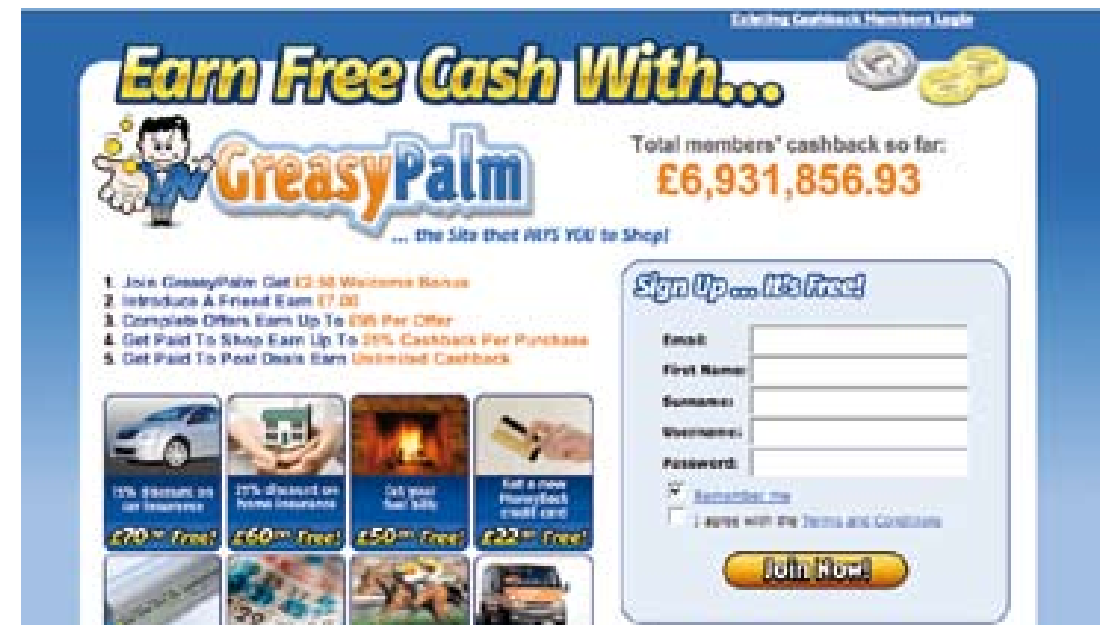 Existing Cashback Members Login
Earn Free Cash With...
GreasyPalm
... the Site that PAYS YOU to Shop!
Total members' cashback so far:
£6,931,856.93
1. Join GreasyPalm Get £2.50 Welcome Bonus
2. Introduce A Friend Earn £7.00
3. Complete Offers Earn Up To Per Offer
4. Get Paid To Shop Earn Up To 25% Cashback Per Purchase
5. Get Paid To Post Deals Earn Unlimited Cashback
discount on
car insurance
£70 Free!
discount on
home insurance
£60 Free!
Cut your
fuel bills
£50 Free!
Get a new
MoneyBack
credit card
£22 Free!
Sign Up .... It's Free!
Email:
First Name:
Surname:
Username:
Password:
Remember me
I agree with the Terms and Conditions
Join Now!